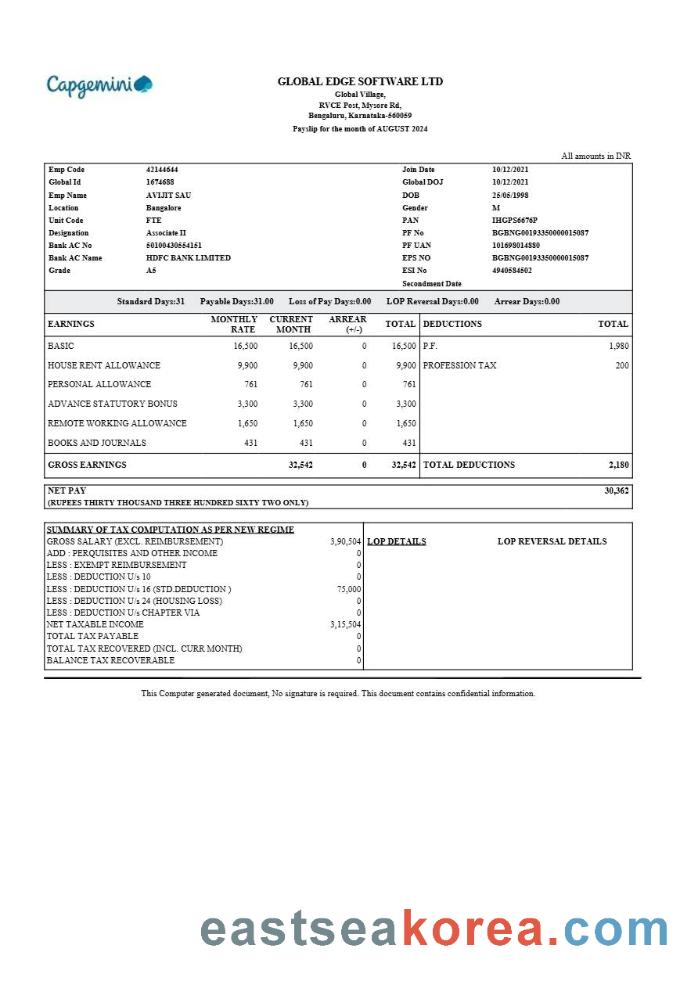 Capgemini
GLOBAL EDGE SOFTWARE LTD
Global Village,
RVCE Post, Mysore Rd,
Bengaluru, Karnataka-560059
Payslip for the month of AUGUST 2024
All amounts in INR
Emp Code 42144644 Join Date 10/12/2021
Global Id 1674688 Global DOJ 10/12/2021
Emp Name AVIJIT SAU DOB 25/05/1998
Location Bangalore Gender M
Unit Code FTE PAN IHGPS6676P
Designation Associate II PF No BGBNG00193350000015087
Bank AC No 50100430554151 PF UAN 101698014880
Bank AC Name HDFC BANK LIMITED EPS NO BGBNG00193350000015087
Grade A5 ESI No 4940584502
Secondment Date
Standard Days:31 Payable Days:31.00 Loss of Pay Days:0.00 LOP Reversal Days:0.00 Arrear Days:0.00
EARNINGS MONTHLY RATE CURRENT MONTH ARREAR (+/-) TOTAL DEDUCTIONS TOTAL
BASIC 16,500 16,500 0 16,500 P.F. 1,980
HOUSE RENT ALLOWANCE 9,900 9,900 0 9,900 PROFESSION TAX 200
PERSONAL ALLOWANCE 761 761 0 761
ADVANCE STATUTORY BONUS 3,300 3,300 0 3,300
REMOTE WORKING ALLOWANCE 1,650 1,650 0 1,650
BOOKS AND JOURNALS 431 431 0 431
GROSS EARNINGS 32,542 0 32,542 TOTAL DEDUCTIONS 2,180
NET PAY 30,362
(RUPEES THIRTY THOUSAND THREE HUNDRED SIXTY TWO ONLY)
SUMMARY OF TAX COMPUTATION AS PER NEW REGIME
GROSS SALARY (EXCL. REIMBURSEMENT) 3,90,504 LOP DETAILS LOP REVERSAL DETAILS
ADD : PERQUISITES AND OTHER INCOME 0
LESS : EXEMPT REIMBURSEMENT 0
LESS : DEDUCTION U/s 10 0
LESS : DEDUCTION U/s 16 (STD.DEDUCTION ) 75,000
LESS : DEDUCTION U/s 24 (HOUSING LOSS) 0
LESS : DEDUCTION U/s CHAPTER VIA 0
NET TAXABLE INCOME 3,15,504
TOTAL TAX PAYABLE 0
TOTAL TAX RECOVERED (INCL. CURR MONTH) 0
BALANCE TAX RECOVERABLE 0
This Computer generated document, No signature is required. This document contains confidential information.
eastseakorea.com